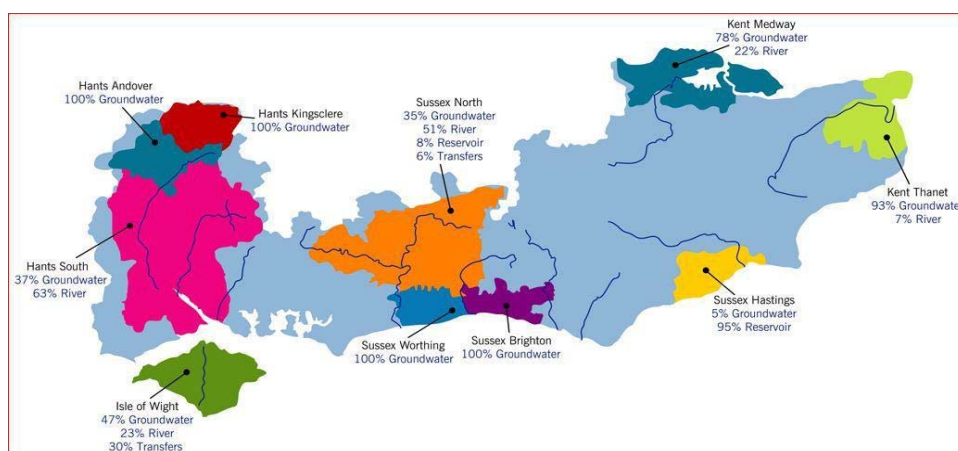 Kent Medway
78% Groundwater
22% River
Hants Andover
100% Groundwater
Hants Kingsclere
100% Groundwater
Sussex North
35% Groundwater
51% River
8% Reservoir
6% Transfers
Kent Thanet
93% Groundwate
7% River
Hants South
37% Groundwater
63% River
Sussex Hastings
5% Groundwater
95% Reservoir
Sussex Worthing
100% Groundwater
Sussex Brighton
100% Groundwater
Isle of Wight
47% Groundwater
23% River
30% Transfers